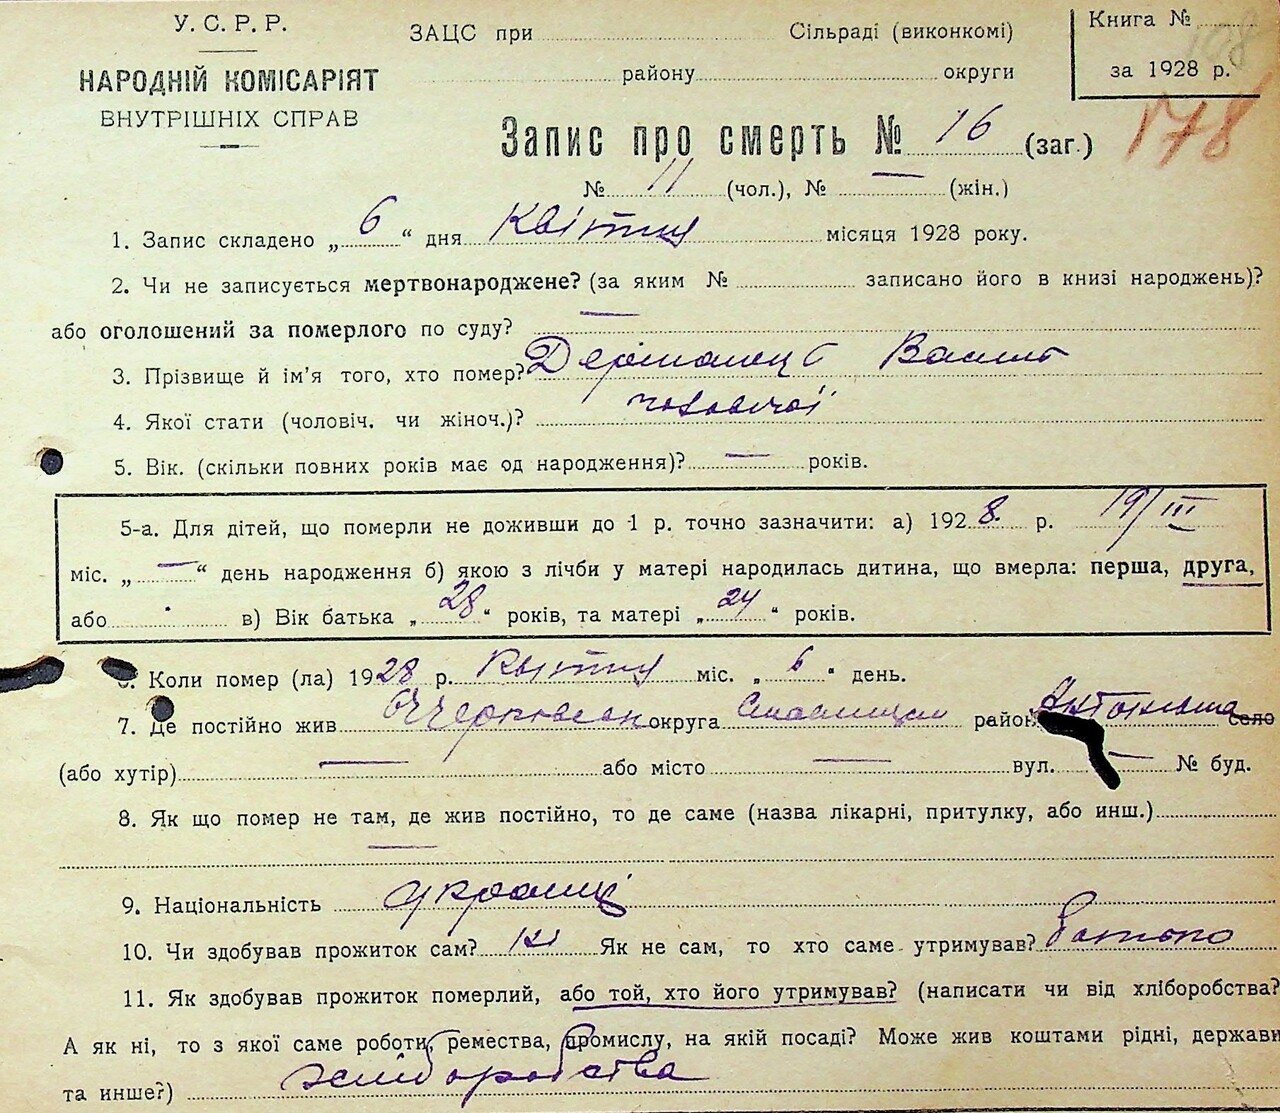 У. С. Р. Р.
НАРОДНІЙ КОМІСАРІЯТ
ВНУТРІШНІХ СПРАВ
ЗАЦС при Сільраді (виконкомі)
району округи
Книга №
за 1928 р.
178
Запис про смерть № 16 (заг.)
№ 11 (чол.), № — (жін.)
1. Запис складено „ 6 “ дня Квітня місяця 1928 року.
2. Чи не записується мертвонароджене? (за яким № записано його в книзі народжень)?
або оголошений за померлого по суду? —
3. Прізвище й ім'я того, хто помер? Василь
4. Якої стати (чоловіч. чи жіноч.)? чоловічої
5. Вік. (скільки повних років має од народження)? — років.
5-а. Для дітей, що померли не доживши до 1 р. точно зазначити: а) 1928. р. 19/III
міс. „ — “ день народження б) якою з лічби у матері народилась дитина, що вмерла: перша, друга,
або в) Вік батька „ 28 “ років, та матері „ 24 “ років.
6. Коли помер (ла) 1928 р. Квітня міс. „ 6 “ день.
7. Де постійно жив округа район село
(або хутір) — або місто — вул. — № буд.
8. Як що помер не там, де жив постійно, то де саме (назва лікарні, притулку, або инш.)
—
9. Національність
10. Чи здобував прожиток сам? ні Як не сам, то хто саме утримував? батько
11. Як здобував прожиток померлий, або той, хто його утримував? (написати чи від хліборобства?
А як ні, то з якої саме роботи, ремества, промислу, на якій посаді? Може жив коштами рідні, держави
та инше?) хліборобства